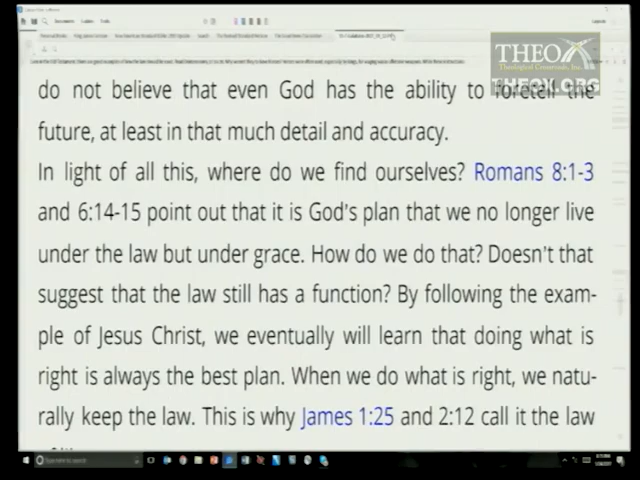 Layouts
THEOX
THEOX.ORG
do not believe that even God has the ability to foretell the
future, at least in that much detail and accuracy.
In light of all this, where do we find ourselves? Romans 8:1-3
and 6:14-15 point out that it is God's plan that we no longer live
under the law but under grace. How do we do that? Doesn't that
suggest that the law still has a function? By following the exam-
ple of Jesus Christ, we eventually will learn that doing what is
right is always the best plan. When we do what is right, we natu-
rally keep the law. This is why James 1:25 and 2:12 call it the law